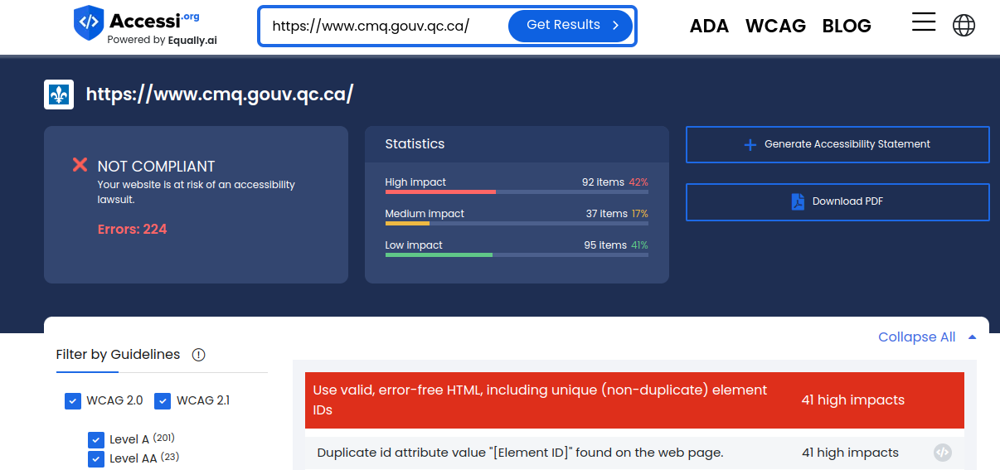 Accessi.org
Powered by Equally.ai
https://www.cmq.gouv.qc.ca/
Get Results
ADA WCAG BLOG
https://www.cmq.gouv.qc.ca/
NOT COMPLIANT
Your website is at risk of an accessibility
lawsuit.
Errors: 224
Statistics
High impact 92 items 42%
Medium impact 37 items 17%
Low impact 95 items 41%
Generate Accessibility Statement
Download PDF
Collapse All
Filter by Guidelines
WCAG 2.0 WCAG 2.1
Level A (201)
Level AA (23)
Use valid, error-free HTML, including unique (non-duplicate) element
IDs
41 high impacts
Duplicate id attribute value "[Element ID]" found on the web page. 41 high impacts